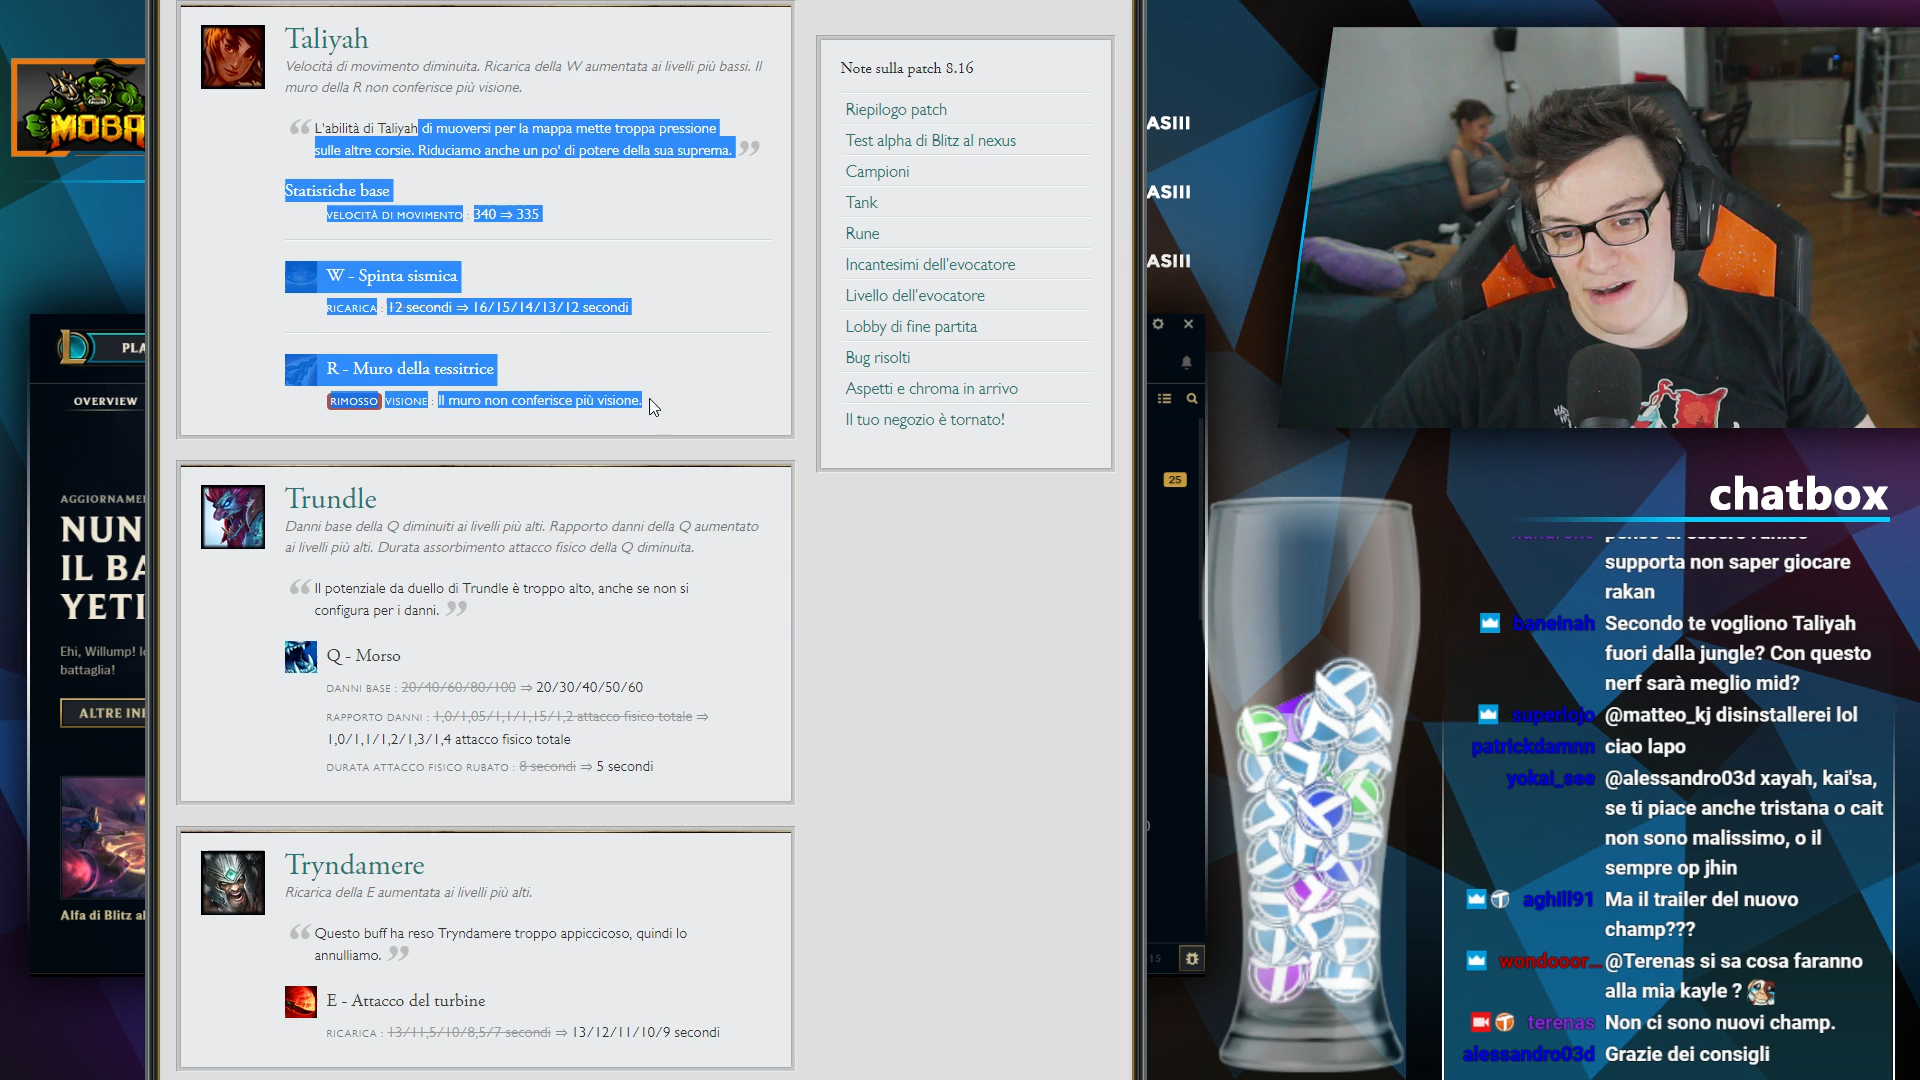 Taliyah
Velocità di movimento diminuita. Ricarica della W aumentata ai livelli più bassi. Il
muro della R non conferisce più visione.
L'abilità di Taliyah di muoversi per la mappa mette troppa pressione
sulle altre corsie. Riduciamo anche un po' di potere della sua suprema.
Statistiche base
VELOCITÀ DI MOVIMENTO : 340 ⇒ 335
W - Spinta sismica
RICARICA : 12 secondi ⇒ 16/15/14/13/12 secondi
R - Muro della tessitrice
RIMOSSO VISIONE : Il muro non conferisce più visione.
Trundle
Danni base della Q diminuiti ai livelli più alti. Rapporto danni della Q aumentato
ai livelli più alti. Durata assorbimento attacco fisico della Q diminuita.
Il potenziale da duello di Trundle è troppo alto, anche se non si
configura per i danni.
Q - Morso
DANNI BASE : 20/40/60/80/100 ⇒ 20/30/40/50/60
RAPPORTO DANNI : 1,0/1,05/1,1/1,15/1,2 attacco fisico totale ⇒
1,0/1,1/1,2/1,3/1,4 attacco fisico totale
DURATA ATTACCO FISICO RUBATO : 8 secondi ⇒ 5 secondi
Tryndamere
Ricarica della E aumentata ai livelli più alti.
Questo buff ha reso Tryndamere troppo appiccicoso, quindi lo
annulliamo.
E - Attacco del turbine
RICARICA : 13/11,5/10/8,5/7 secondi ⇒ 13/12/11/10/9 secondi
Note sulla patch 8.16
Riepilogo patch
Test alpha di Blitz al nexus
Campioni
Tank
Rune
Incantesimi dell'evocatore
Livello dell'evocatore
Lobby di fine partita
Bug risolti
Aspetti e chroma in arrivo
Il tuo negozio è tornato!
MOBA
PLA
OVERVIEW
AGGIORNAME
NUN
IL BA
YETI
Ehi, Willump! I
battaglia!
ALTRE IN
Alfa di Blitz al
ASIII
ASIII
ASIII
25
15
chatbox
supporta non saper giocare
rakan
baneinah Secondo te vogliono Taliyah
fuori dalla jungle? Con questo
nerf sarà meglio mid?
superlojo @matteo_kj disinstallerei lol
patrickdamnn ciao lapo
yokai_see @alessandro03d xayah, kai'sa,
se ti piace anche tristana o cait
non sono malissimo, o il
sempre op jhin
aghill91 Ma il trailer del nuovo
champ???
wondooor... @Terenas si sa cosa faranno
alla mia kayle ?
terenas Non ci sono nuovi champ.
alessandro03d Grazie dei consigli